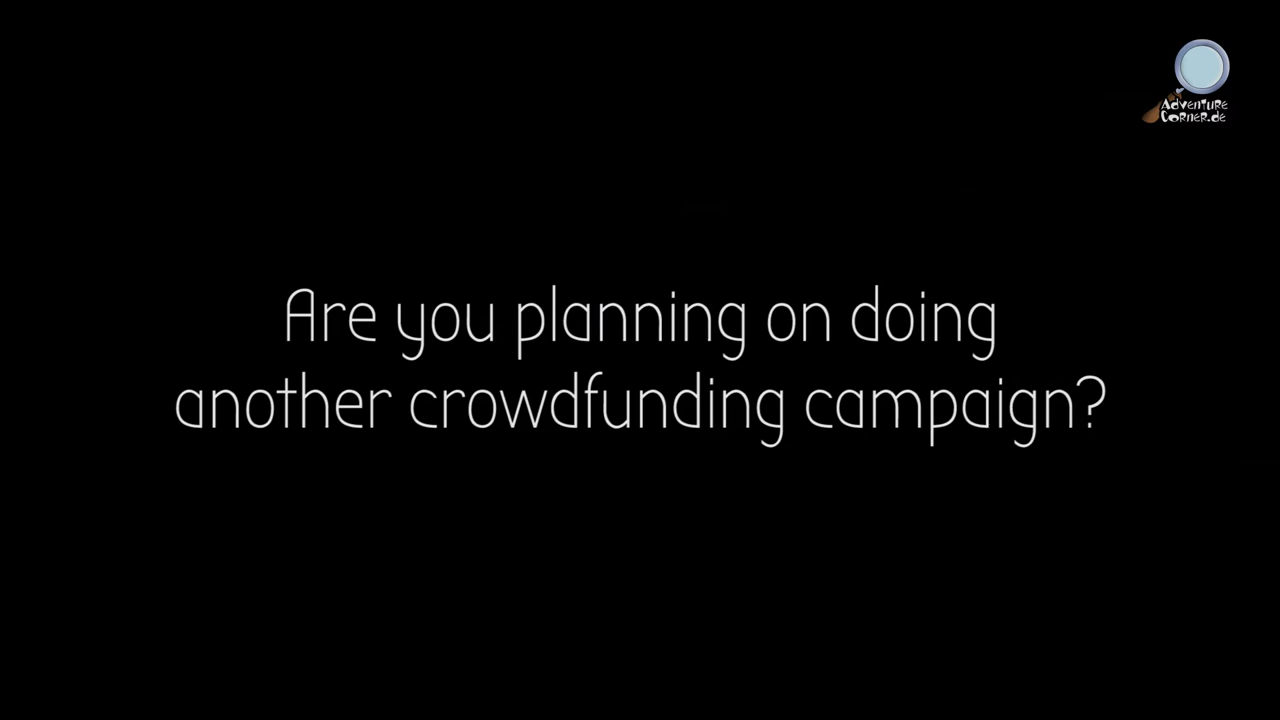 Adventure
Corner.de
Are you planning on doing
another crowdfunding campaign?